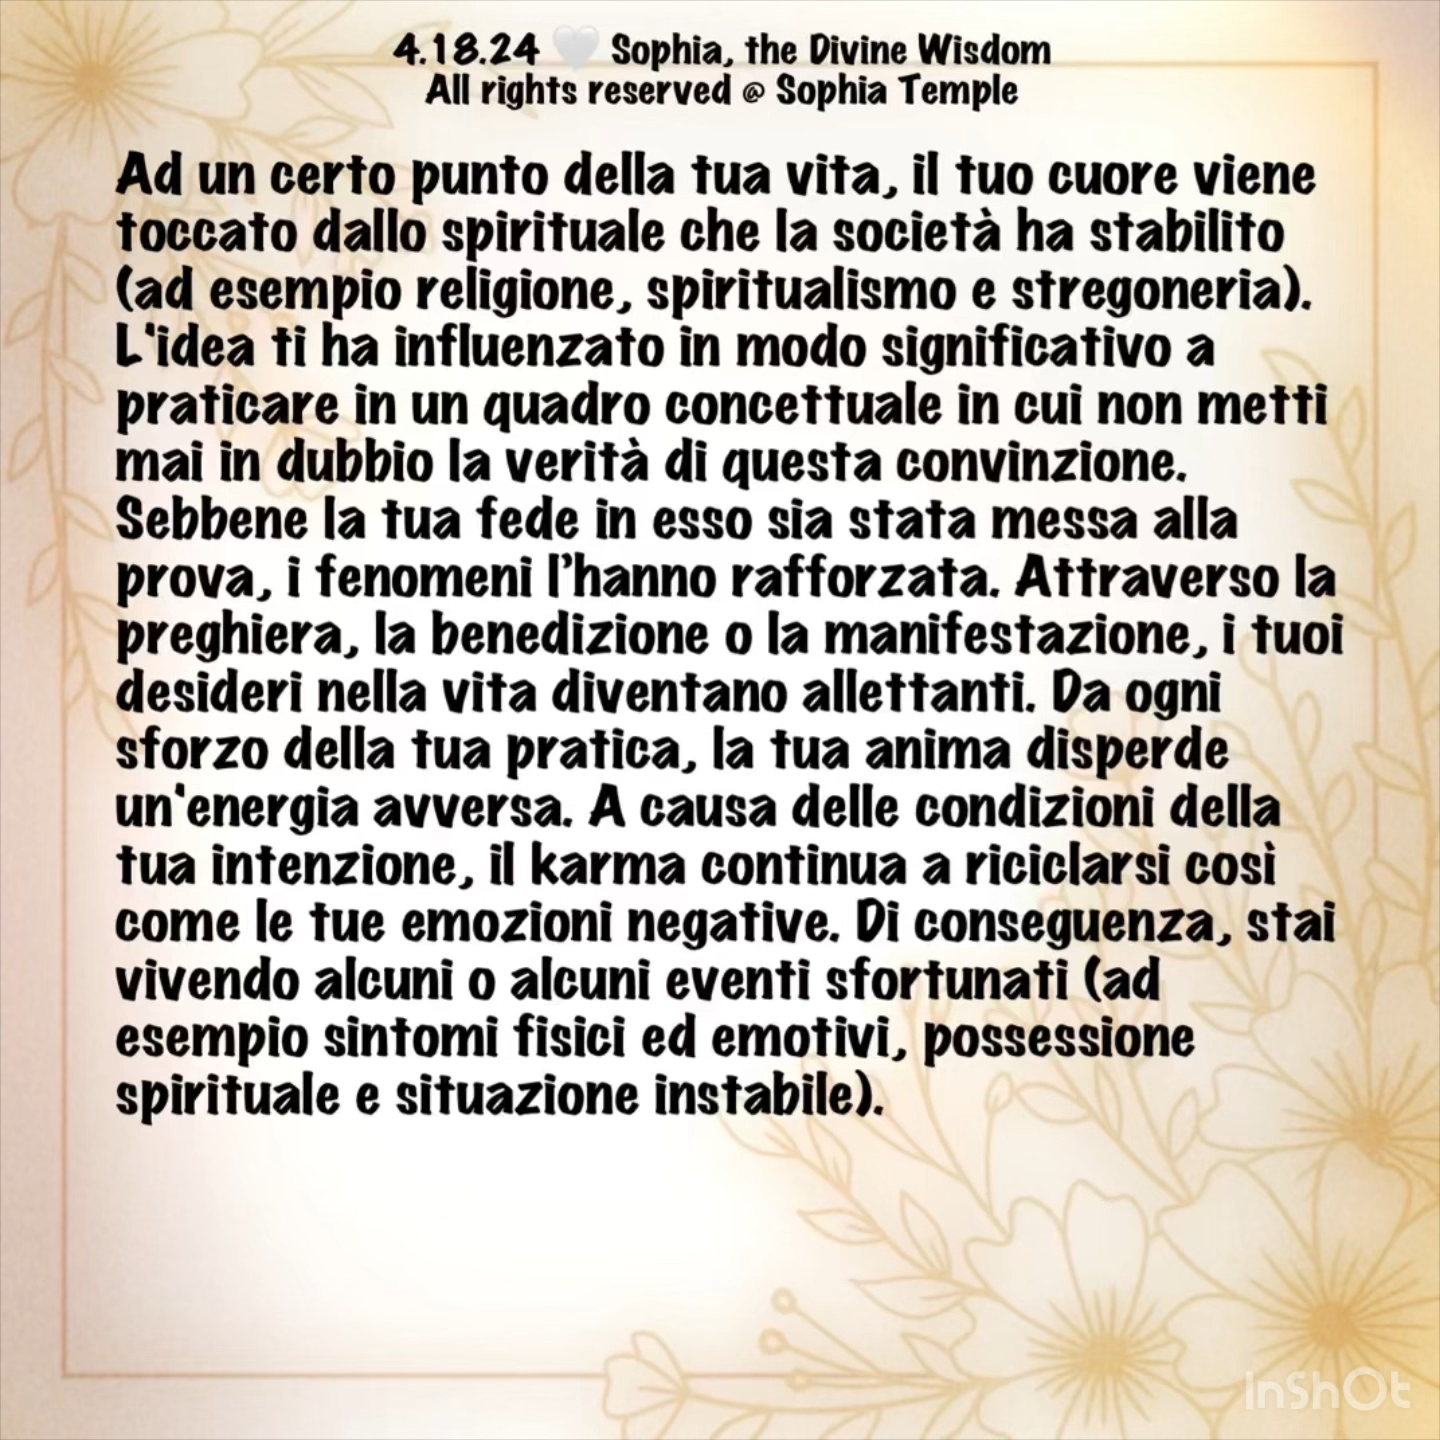 4.18.24 🤍 Sophia, the Divine Wisdom
All rights reserved @ Sophia Temple
Ad un certo punto della tua vita, il tuo cuore viene
toccato dallo spirituale che la società ha stabilito
(ad esempio religione, spiritualismo e stregoneria).
L'idea ti ha influenzato in modo significativo a
praticare in un quadro concettuale in cui non metti
mai in dubbio la verità di questa convinzione.
Sebbene la tua fede in esso sia stata messa alla
prova, i fenomeni l’hanno rafforzata. Attraverso la
preghiera, la benedizione o la manifestazione, i tuoi
desideri nella vita diventano allettanti. Da ogni
sforzo della tua pratica, la tua anima disperde
un'energia avversa. A causa delle condizioni della
tua intenzione, il karma continua a riciclarsi così
come le tue emozioni negative. Di conseguenza, stai
vivendo alcuni o alcuni eventi sfortunati (ad
esempio sintomi fisici ed emotivi, possessione
spirituale e situazione instabile).
InShOt